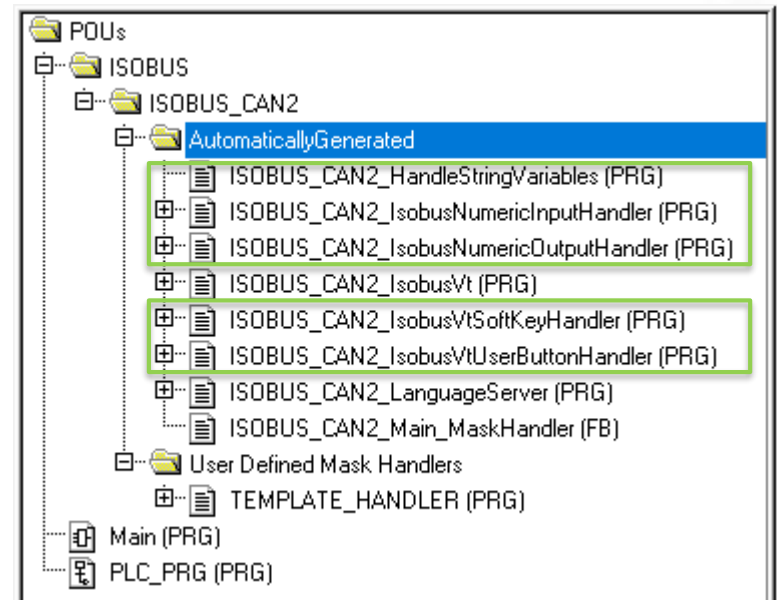 POUs
ISOBUS
ISOBUS_CAN2
AutomaticallyGenerated
ISOBUS_CAN2_HandleStringVariables (PRG)
ISOBUS_CAN2_IsobusNumericInputHandler (PRG)
ISOBUS_CAN2_IsobusNumericOutputHandler (PRG)
ISOBUS_CAN2_IsobusVt (PRG)
ISOBUS_CAN2_IsobusVtSoftKeyHandler (PRG)
ISOBUS_CAN2_IsobusVtUserButtonHandler (PRG)
ISOBUS_CAN2_LanguageServer (PRG)
ISOBUS_CAN2_Main_MaskHandler (FB)
User Defined Mask Handlers
TEMPLATE_HANDLER (PRG)
Main (PRG)
PLC_PRG (PRG)